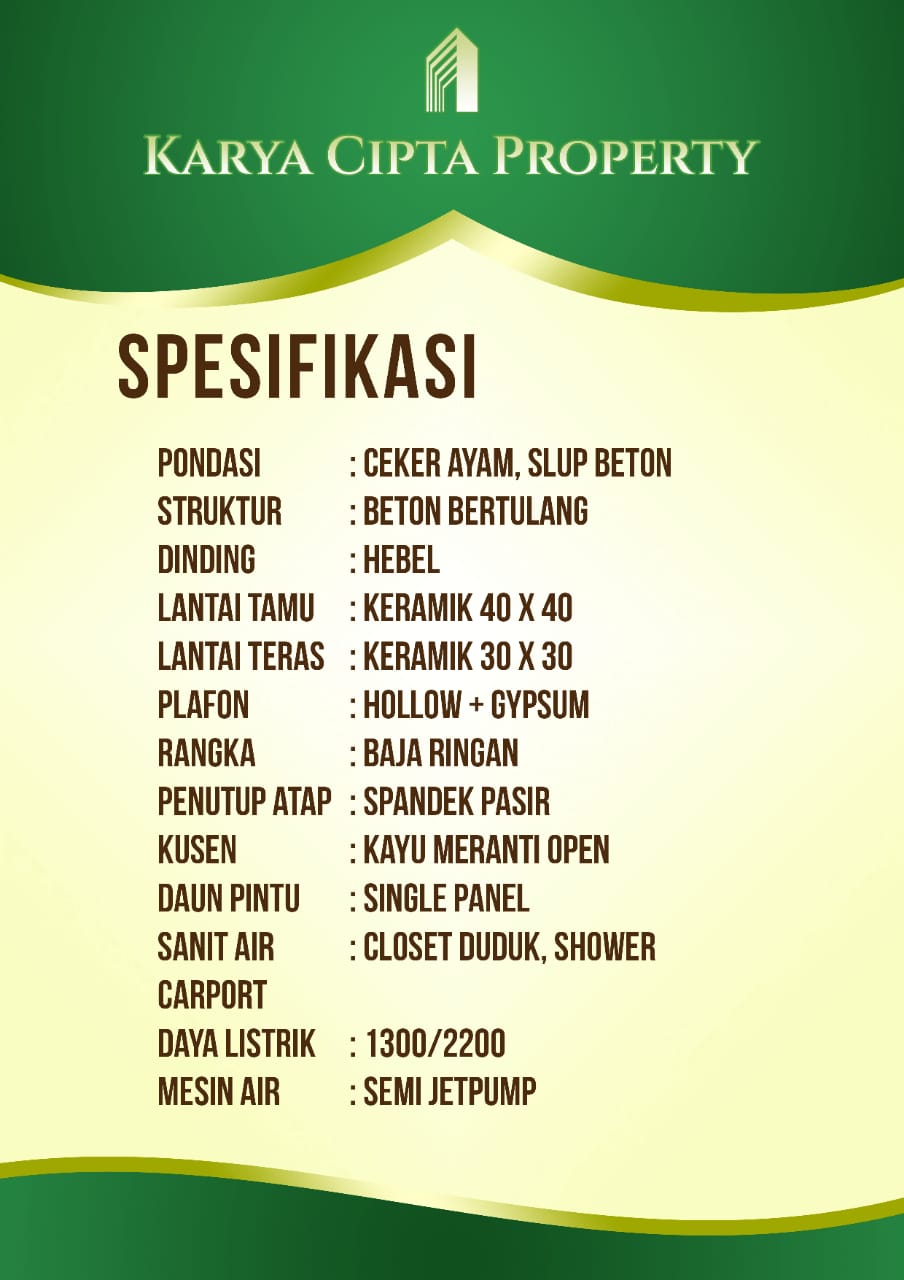 KARYA CIPTA PROPERTY
SPESIFIKASI
PONDASI : CEKER AYAM, SLUP BETON
STRUKTUR : BETON BERTULANG
DINDING : HEBEL
LANTAI TAMU : KERAMIK 40 X 40
LANTAI TERAS : KERAMIK 30 X 30
PLAFON : HOLLOW + GYPSUM
RANGKA : BAJA RINGAN
PENUTUP ATAP : SPANDEK PASIR
KUSEN : KAYU MERANTI OPEN
DAUN PINTU : SINGLE PANEL
SANIT AIR : CLOSET DUDUK, SHOWER
CARPORT
DAYA LISTRIK : 1300/2200
MESIN AIR : SEMI JETPUMP